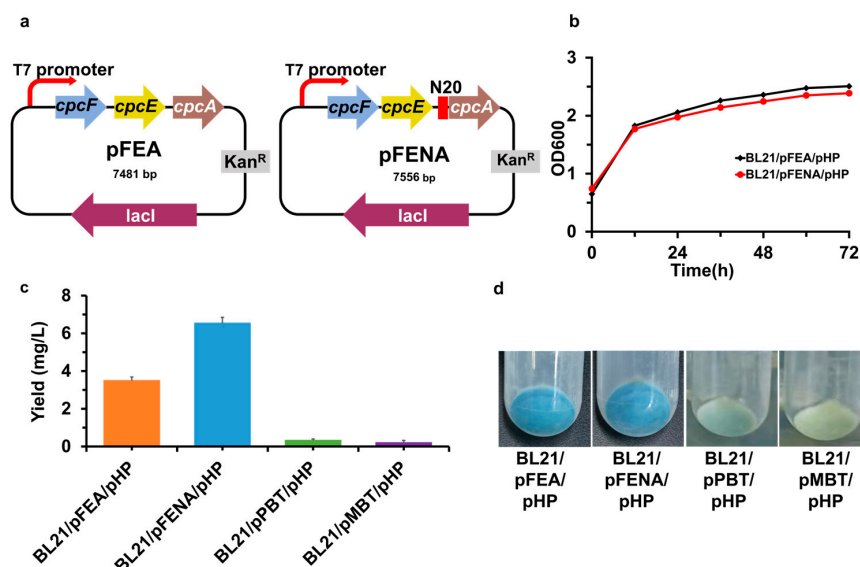 a
T7 promoter
cpcF
cpcE
cpcA
pFEA
7481 bp
Kan^R
lacI
T7 promoter
N20
cpcF
cpcE
cpcA
pFENA
7556 bp
Kan^R
lacI
b
3
2
1
0
OD600
BL21/pFEA/pHP
BL21/pFENA/pHP
0
24
48
72
Time(h)
c
8
6
4
2
0
Yield (mg/L)
BL21/pFEA/pHP
BL21/pFENA/pHP
BL21/pPBT/pHP
BL21/pMBT/pHP
d
BL21/
pFEA/
pHP
BL21/
pFENA/
pHP
BL21/
pPBT/
pHP
BL21/
pMBT/
pHP